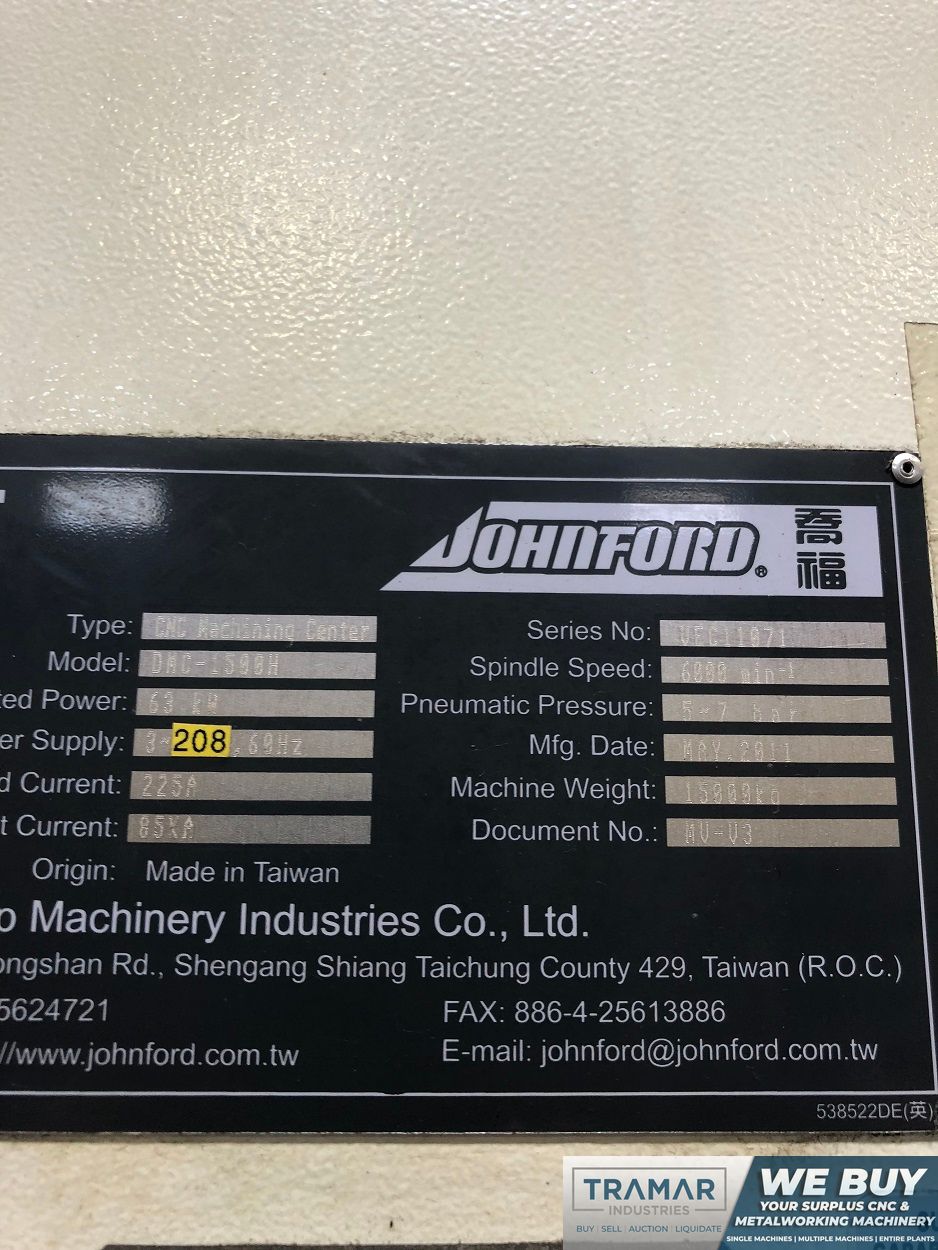 JOHNFORD® 喬福
Type: CNC Machining Center
Series No: VFC11071
Model: DMC-1500H
Spindle Speed: 6000 min⁻¹
ted Power: 63 kW
Pneumatic Pressure: 5~7 bar
er Supply: 3~208,60Hz
Mfg. Date: MAY.2011
d Current: 225A
Machine Weight: 15000kg
t Current: 85KA
Document No.: MV-V3
Origin: Made in Taiwan
o Machinery Industries Co., Ltd.
ongshan Rd., Shengang Shiang Taichung County 429, Taiwan (R.O.C.)
5624721
FAX: 886-4-25613886
//www.johnford.com.tw
E-mail: johnford@johnford.com.tw
538522DE(英)
TRAMAR
INDUSTRIES
BUY | SELL | AUCTION | LIQUIDATE
WE BUY
YOUR SURPLUS CNC &
METALWORKING MACHINERY
SINGLE MACHINES | MULTIPLE MACHINES | ENTIRE PLANTS